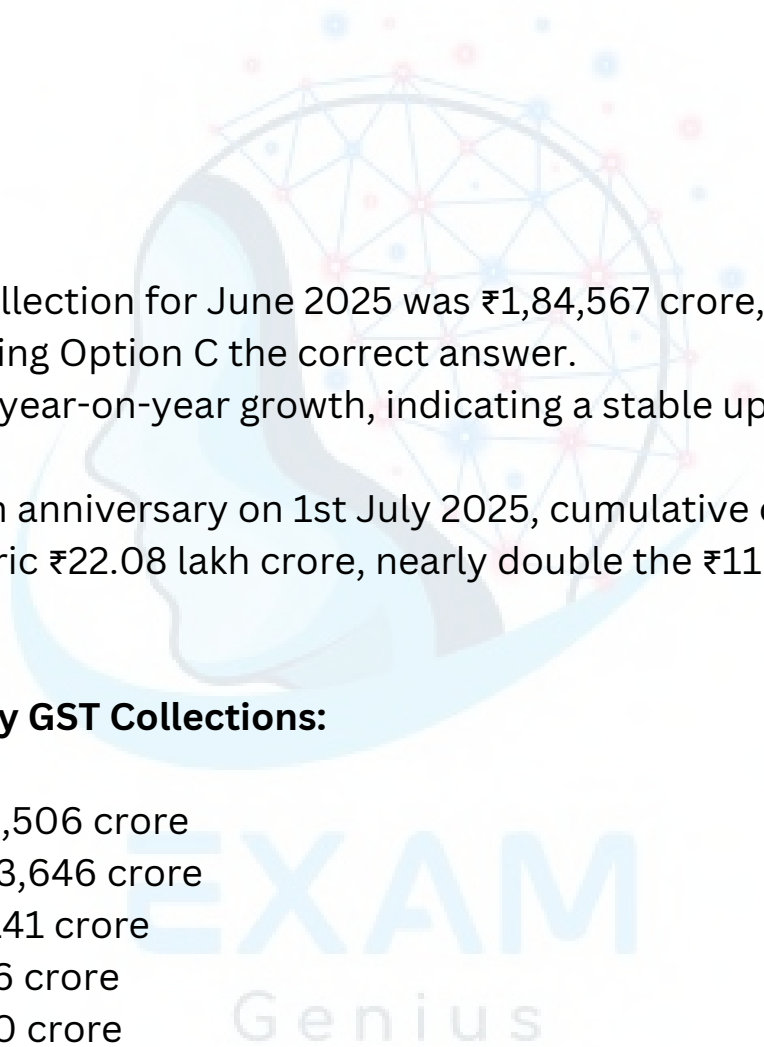 llection for June 2025 was ₹1,84,567 crore,
ing Option C the correct answer.
year-on-year growth, indicating a stable up
h anniversary on 1st July 2025, cumulative
ric ₹22.08 lakh crore, nearly double the ₹11
y GST Collections:
,506 crore
3,646 crore
41 crore
6 crore
0 crore
EXAM
Genius